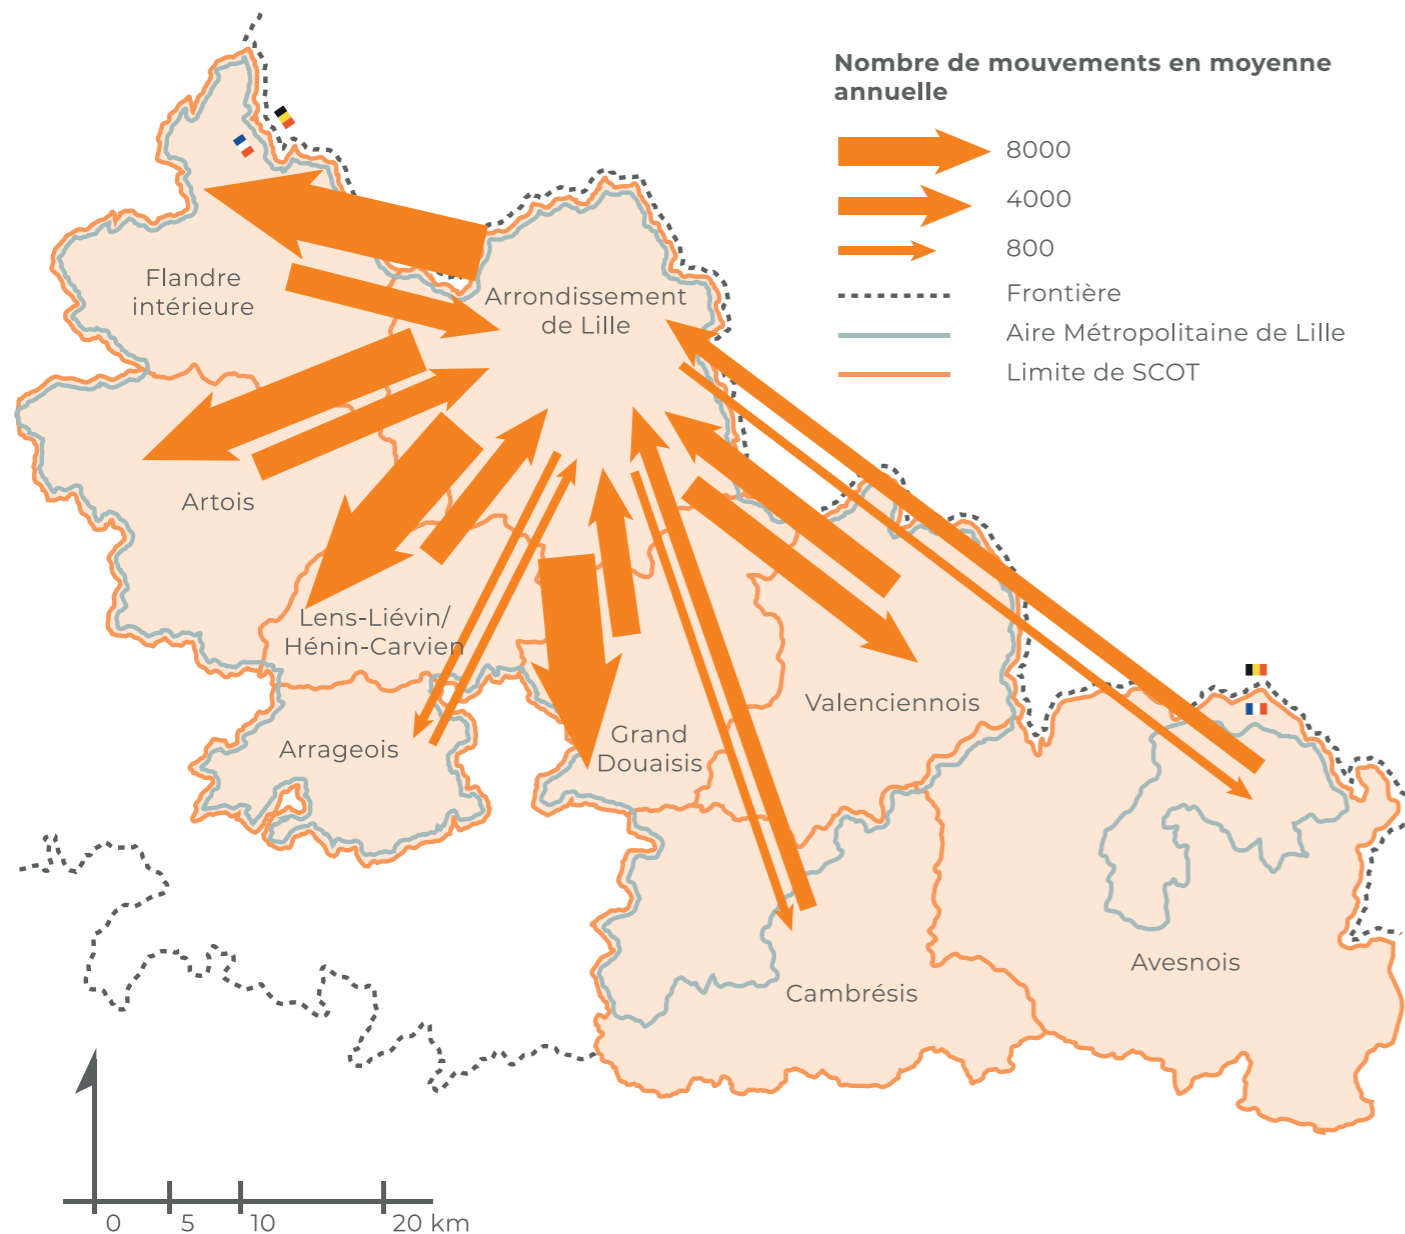 Nombre de mouvements en moyenne
annuelle
8000
4000
800
Frontière
Aire Métropolitaine de Lille
Limite de SCOT
Flandre
intérieure
Arrondissement
de Lille
Artois
Lens-Liévin/
Hénin-Carvien
Arrageois
Grand
Douaisis
Valenciennois
Avesnois
Cambrésis
0 5 10 20 km